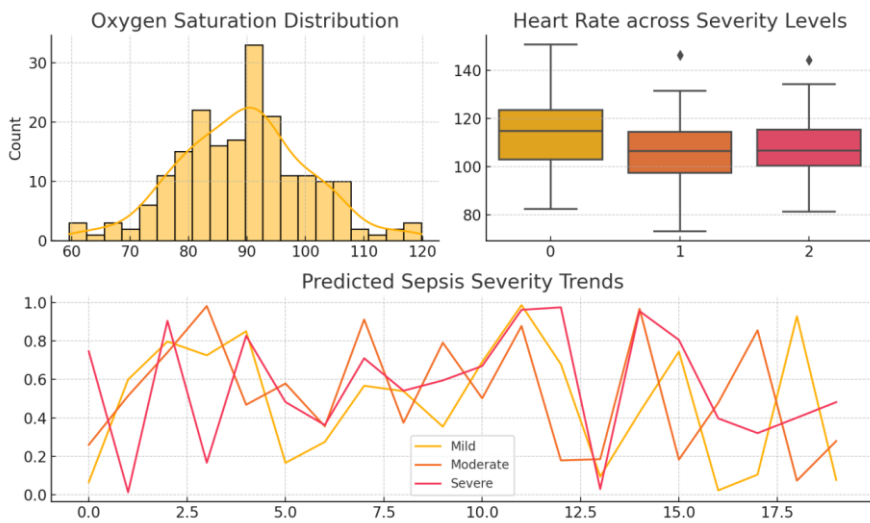 Oxygen Saturation Distribution
Count
30
20
10
0
60 70 80 90 100 110 120
Heart Rate across Severity Levels
140
120
100
80
0 1 2
Predicted Sepsis Severity Trends
1.0
0.8
0.6
0.4
0.2
0.0
Mild
Moderate
Severe
0.0 2.5 5.0 7.5 10.0 12.5 15.0 17.5